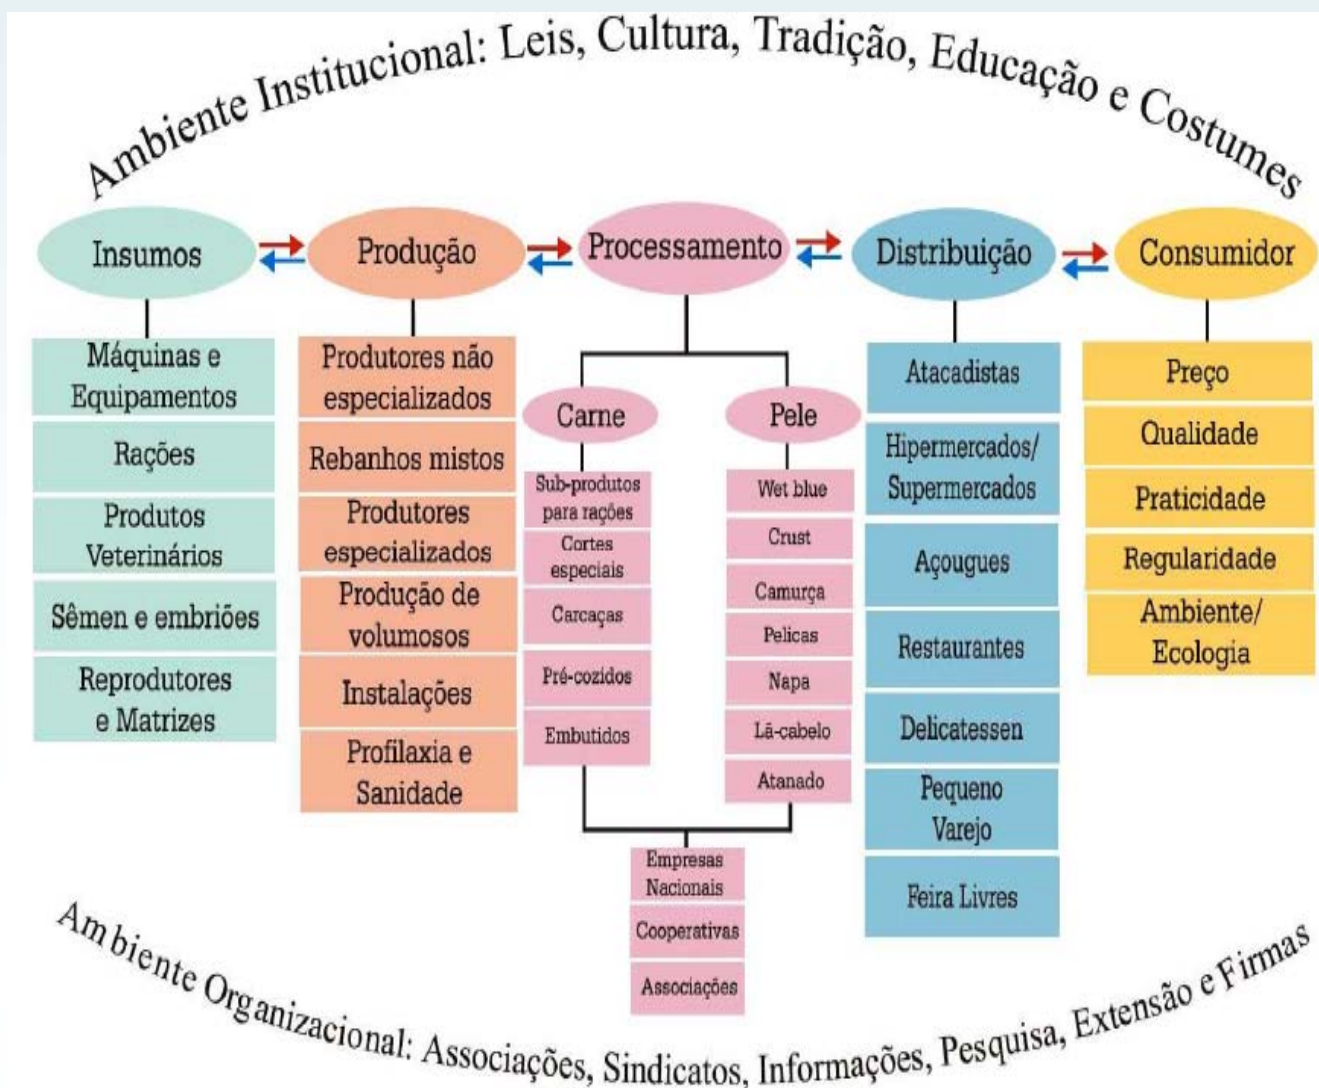 Ambiente Institucional: Leis, Cultura, Tradição, Educação e Costumes
Insumos
Produção
Processamento
Distribuição
Consumidor
Máquinas e
Equipamentos
Rações
Produtos
Veterinários
Sêmen e embriões
Reprodutores
e Matrizes
Produtores não
especializados
Rebanhos mistos
Produtores
especializados
Produção de
volumosos
Instalações
Profilaxia e
Sanidade
Carne
Sub-produtos
para rações
Cortes
especiais
Carcaças
Pré-cozidos
Embutidos
Pele
Wet blue
Crust
Camurça
Pelicas
Napa
Lã-cabelo
Atanado
Empresas
Nacionais
Cooperativas
Associações
Atacadistas
Hipermercados/
Supermercados
Açougues
Restaurantes
Delicatessen
Pequeno
Varejo
Feira Livres
Preço
Qualidade
Praticidade
Regularidade
Ambiente/
Ecologia
Ambiente Organizacional: Associações, Sindicatos, Informações, Pesquisa, Extensão e Firmas